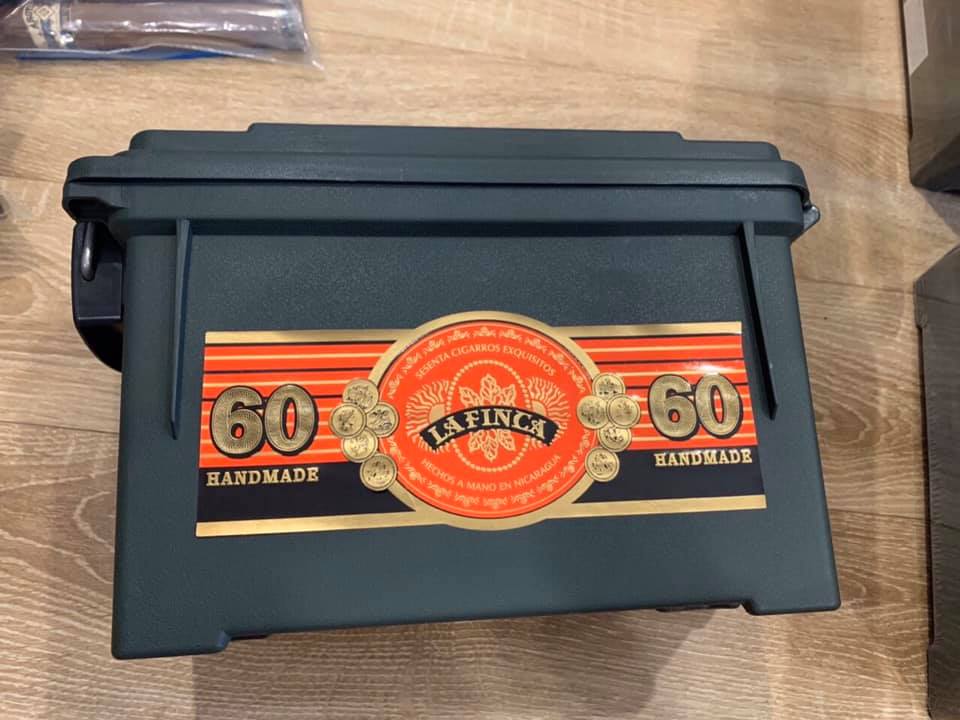 SESENTA CIGARROS EXQUISITOS
60
HANDMADE
LA FINCA
60
HANDMADE
HECHOS A MANO EN NICARAGUA